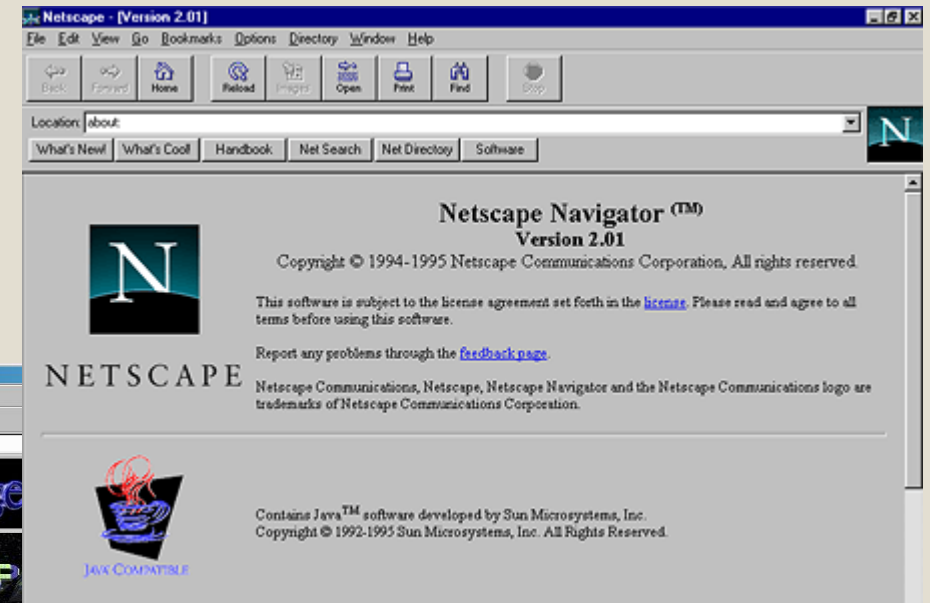 Netscape - [Version 2.01]
File Edit View Go Bookmarks Options Directory Window Help
Back Forward Home Reload Images Open Print Find Stop
Location: about:
N
What's New! What's Cool! Handbook Net Search Net Directory Software
Netscape Navigator (TM)
Version 2.01
Copyright © 1994-1995 Netscape Communications Corporation, All rights reserved.
N
NETSCAPE
This software is subject to the license agreement set forth in the license. Please read and agree to all
terms before using this software.
Report any problems through the feedback page.
Netscape Communications, Netscape, Netscape Navigator and the Netscape Communications logo are
trademarks of Netscape Communications Corporation.
JAVA COMPATIBLE
Contains Java™ software developed by Sun Microsystems, Inc.
Copyright © 1992-1995 Sun Microsystems, Inc. All Rights Reserved.